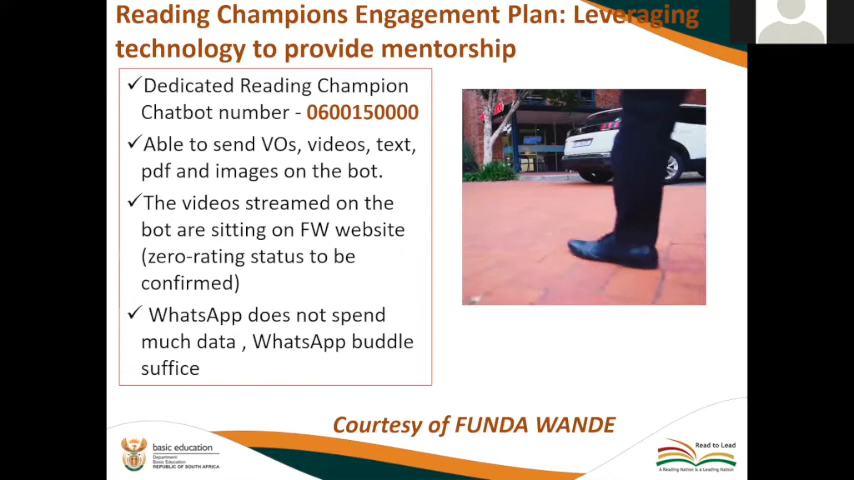 Reading Champions Engagement Plan: Leveraging
technology to provide mentorship
✓Dedicated Reading Champion
Chatbot number - 0600150000
✓Able to send VOs, videos, text,
pdf and images on the bot.
✓The videos streamed on the
bot are sitting on FW website
(zero-rating status to be
confirmed)
✓ WhatsApp does not spend
much data , WhatsApp buddle
suffice
Courtesy of FUNDA WANDE
basic education
Department:
Basic Education
REPUBLIC OF SOUTH AFRICA
Read to Lead
A Reading Nation is a Leading Nation